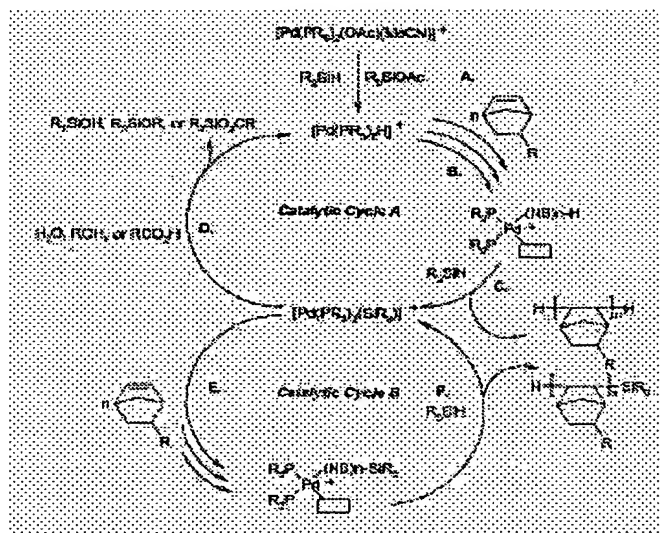 [Pd(PR₃)₂(OAc)(MeCN)]⁺
R₃SiH R₃SiOAc A.
R₃SiOH, R₃SiOR, or R₃SiO₂CR
[Pd(PR₃)₂H]⁺
n
R
B.
Catalytic Cycle A
R₃P (NB)n-H
Pd⁺
R₃P
H₂O, ROH, or RCO₂H D.
R₃SiH C.
[Pd(PR₃)₂(SiR₃)]⁺
H H
R
E. Catalytic Cycle B F.
R₃SiH
H SiR₃
n
R
R
R₃P (NB)n-SiR₃
Pd⁺
R₃P